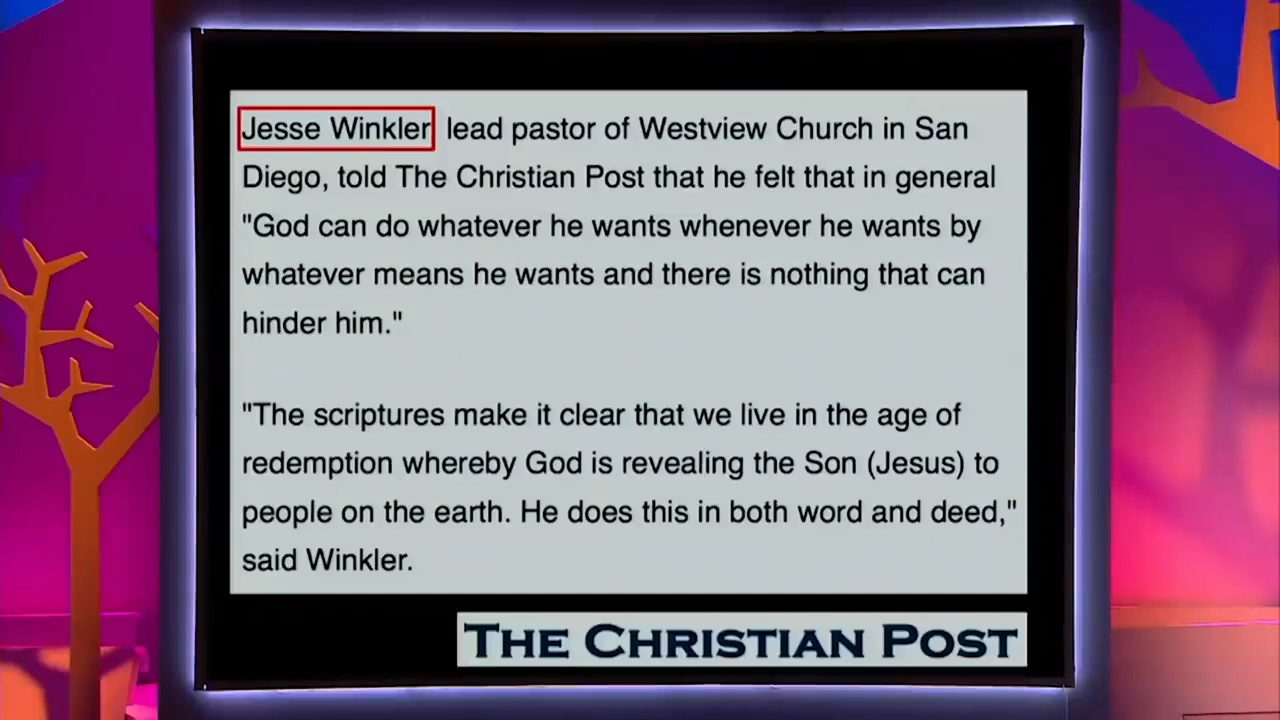 Jesse Winkler lead pastor of Westview Church in San
Diego, told The Christian Post that he felt that in general
"God can do whatever he wants whenever he wants by
whatever means he wants and there is nothing that can
hinder him."
"The scriptures make it clear that we live in the age of
redemption whereby God is revealing the Son (Jesus) to
people on the earth. He does this in both word and deed,"
said Winkler.
THE CHRISTIAN POST